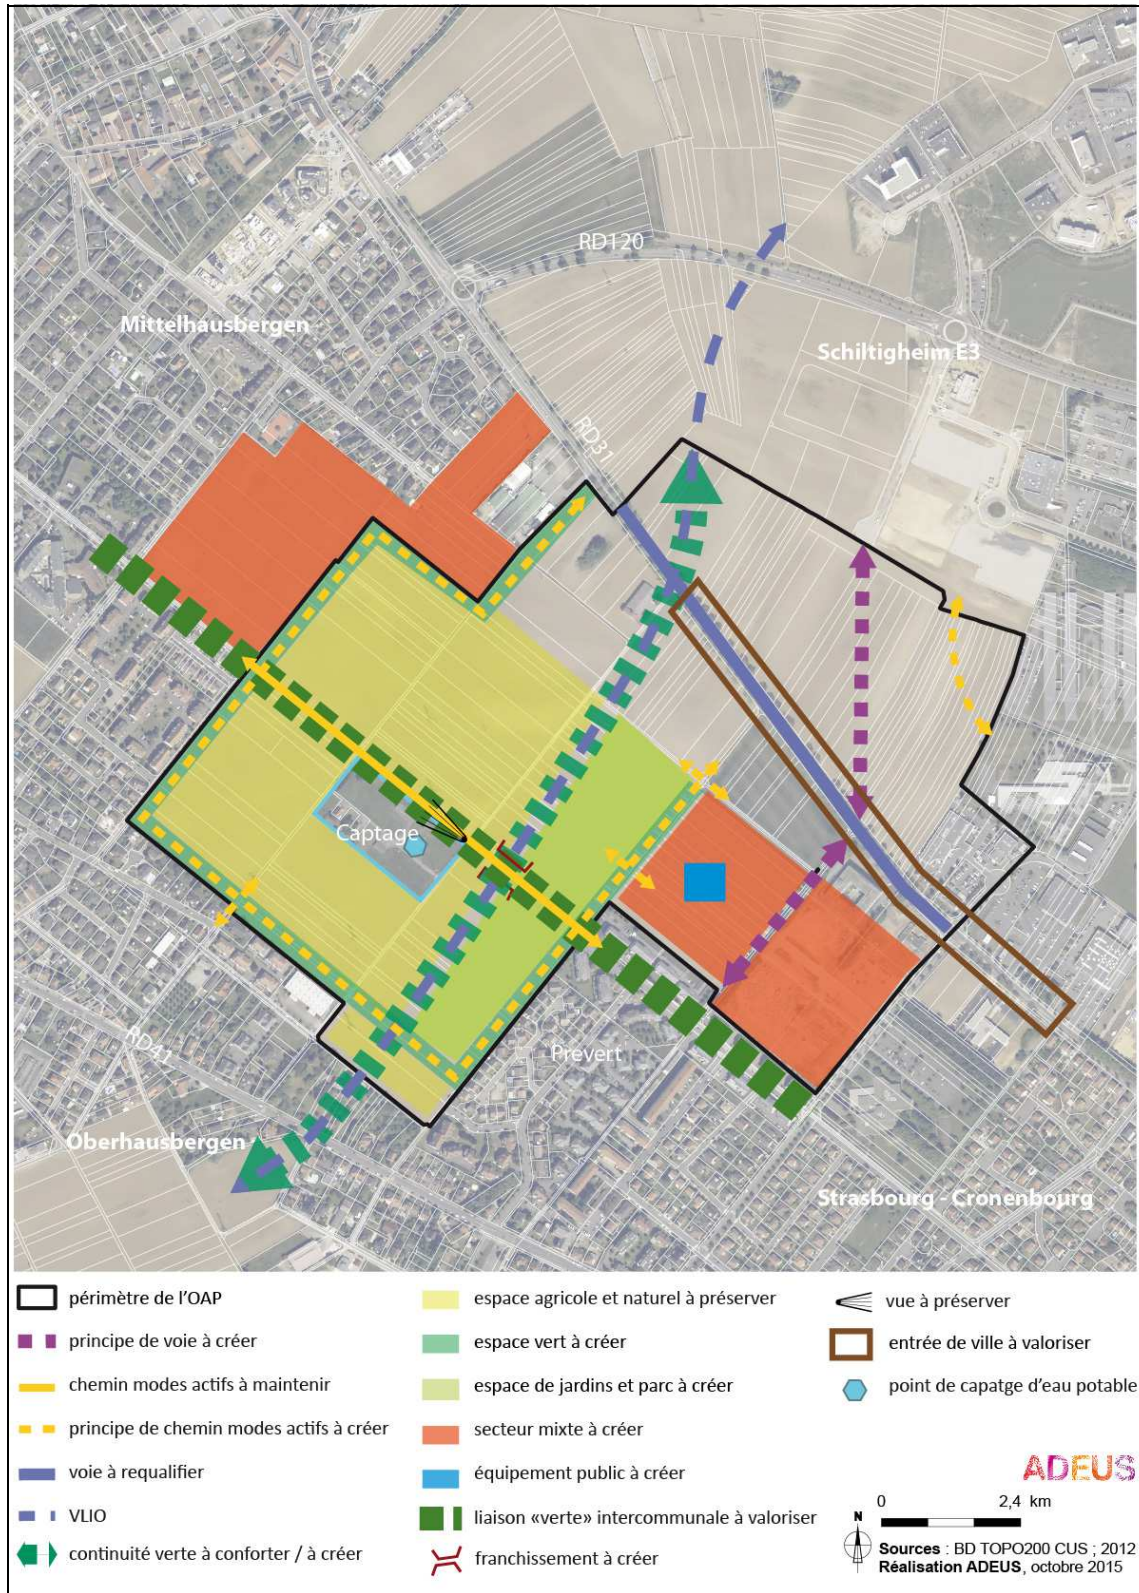 RD120
Mittelhausbergen
Schiltigheim E3
RD31
Captage
Prevert
RD41
Oberhausbergen
Strasbourg - Cronenbourg
périmètre de l'OAP
principe de voie à créer
chemin modes actifs à maintenir
principe de chemin modes actifs à créer
voie à requalifier
VLIO
continuité verte à conforter / à créer
espace agricole et naturel à préserver
espace vert à créer
espace de jardins et parc à créer
secteur mixte à créer
équipement public à créer
liaison «verte» intercommunale à valoriser
franchissement à créer
vue à préserver
entrée de ville à valoriser
point de capatge d'eau potable
ADEUS
0 2,4 km
N
Sources : BD TOPO200 CUS ; 2012
Réalisation ADEUS, octobre 2015